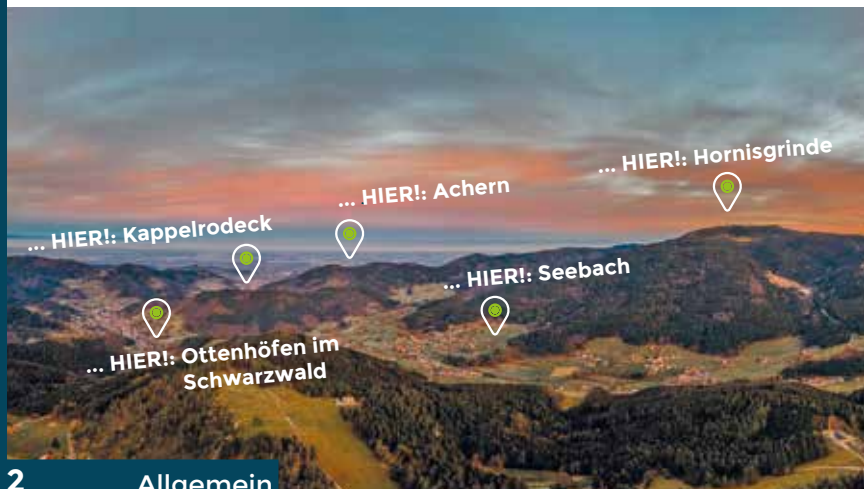 ... HIER!: Hornisgrinde
... HIER!: Achern
... HIER!: Kappelrodeck
... HIER!: Seebach
... HIER!: Ottenhöfen im
Schwarzwald
2 Allgemein